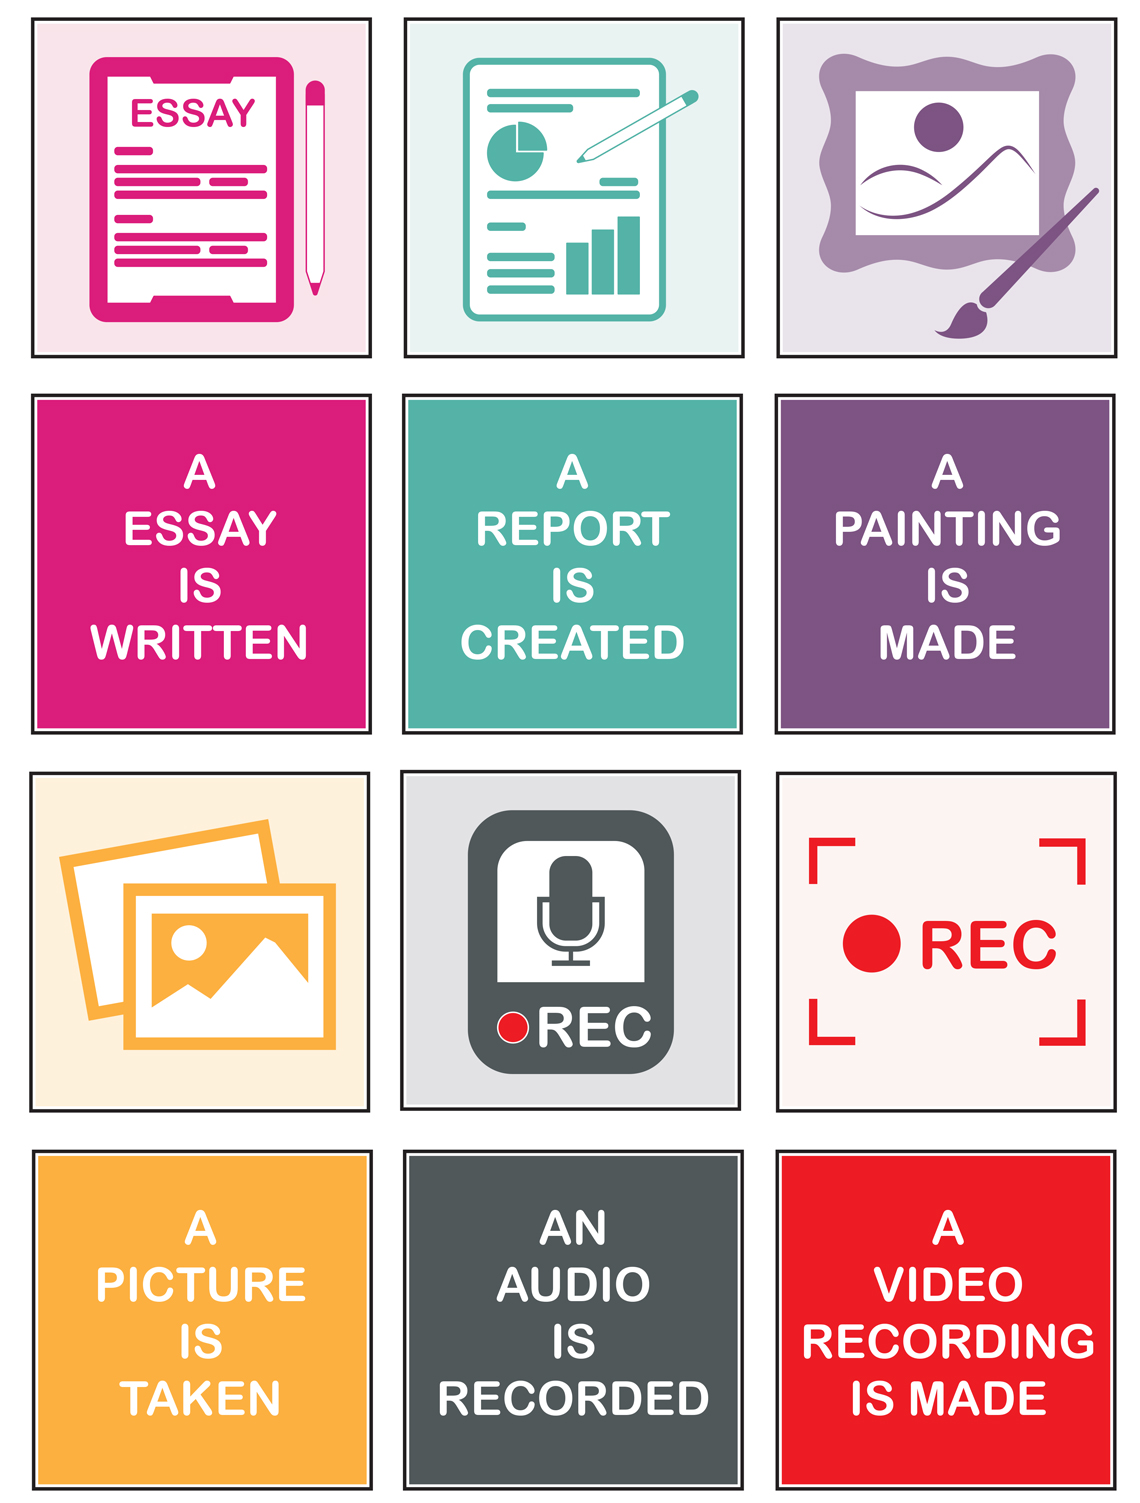 ESSAY
A
ESSAY
IS
WRITTEN
A
REPORT
IS
CREATED
A
PAINTING
IS
MADE
REC
REC
A
PICTURE
IS
TAKEN
AN
AUDIO
IS
RECORDED
A
VIDEO
RECORDING
IS MADE